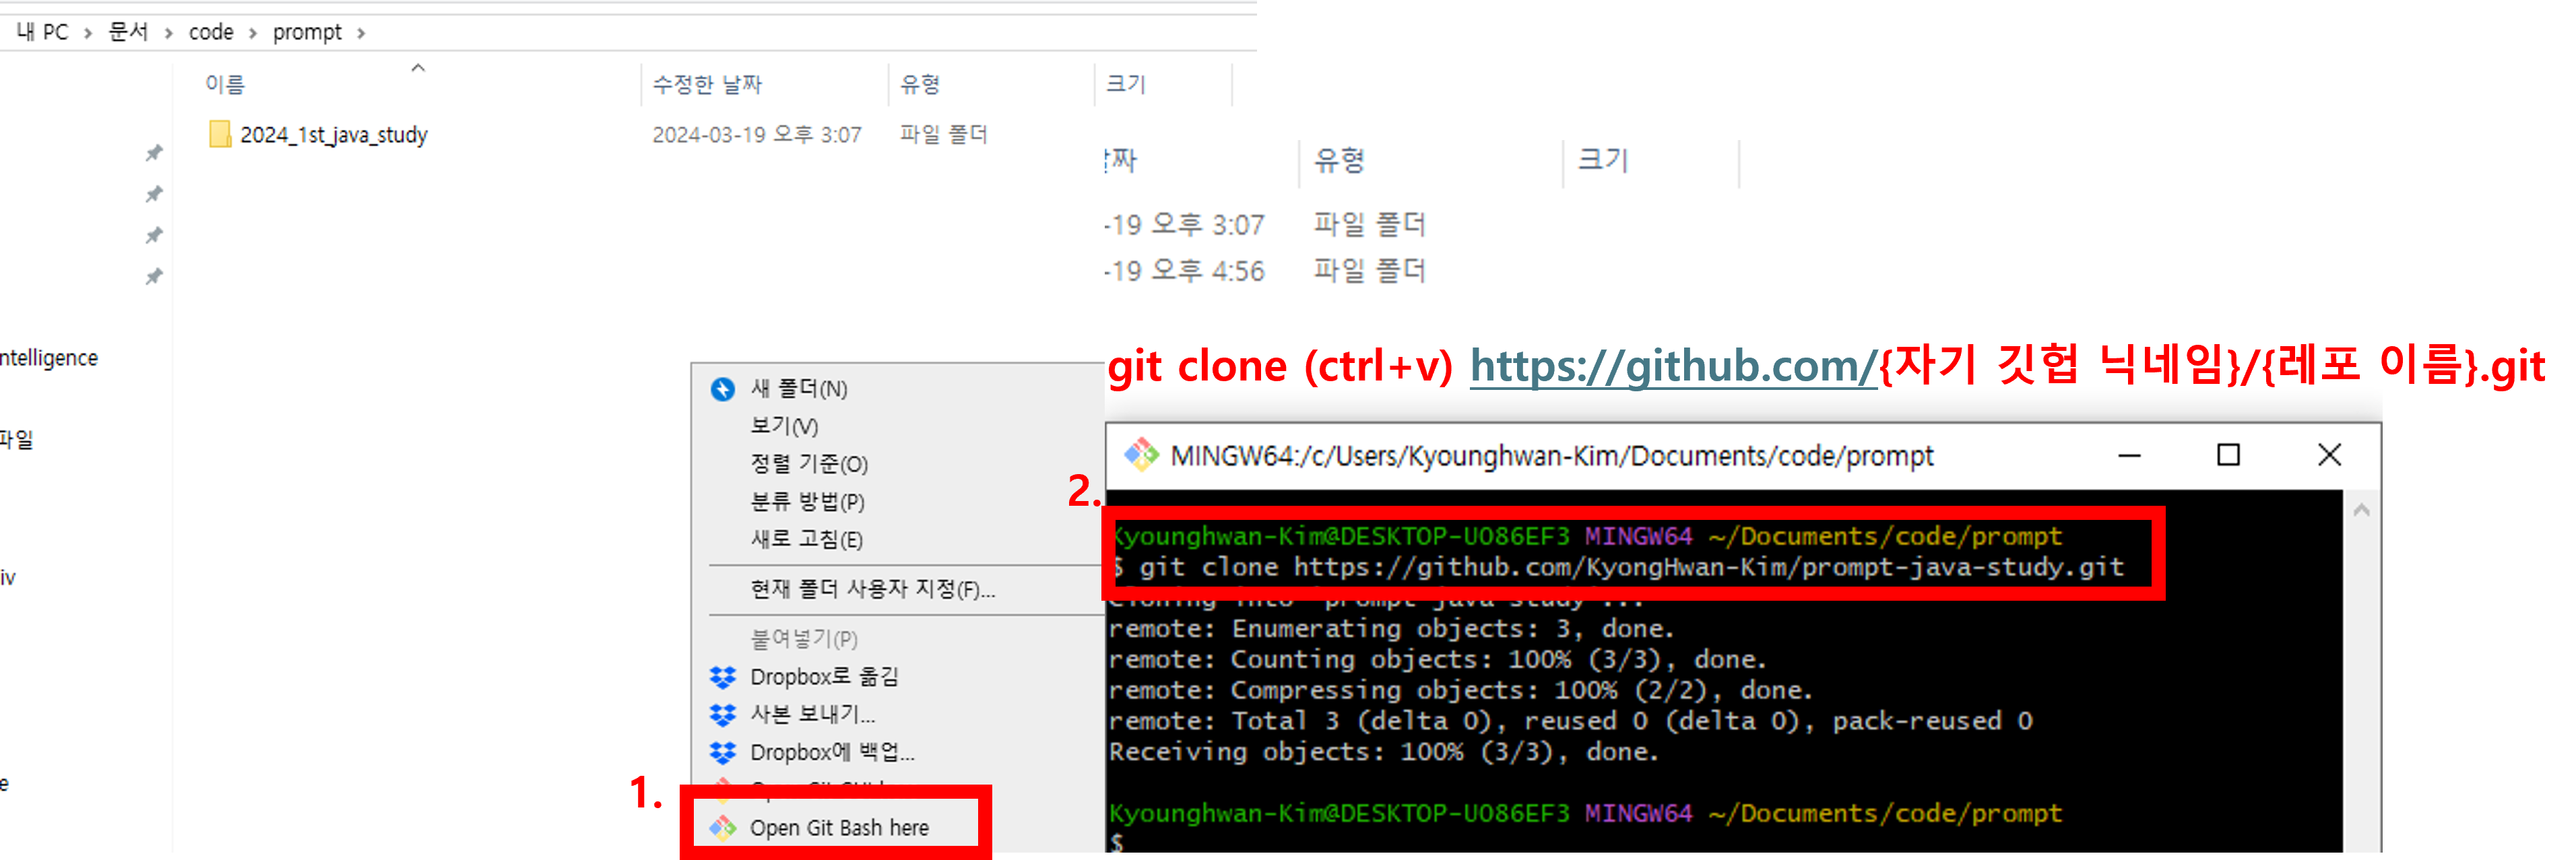 내 PC > 문서 > code > prompt >
이름 수정한 날짜 유형 크기
2024_1st_java_study 2024-03-19 오후 3:07 파일 폴더
유형 크기
-19 오후 3:07 파일 폴더
-19 오후 4:56 파일 폴더
ntelligence
파일
iv
e
새 폴더(N)
보기(V)
정렬 기준(O)
분류 방법(P)
새로 고침(E)
현재 폴더 사용자 지정(F)...
붙여넣기(P)
Dropbox로 옮김
사본 보내기...
Dropbox에 백업...
1.
Open Git Bash here
git clone (ctrl+v) https://github.com/{자기 깃헙 닉네임}/{레포 이름}.git
MINGW64:/c/Users/Kyounghwan-Kim/Documents/code/prompt
2.
Kyounghwan-Kim@DESKTOP-U086EF3 MINGW64 ~/Documents/code/prompt
$ git clone https://github.com/KyongHwan-Kim/prompt-java-study.git
Cloning into 'prompt-java-study'...
remote: Enumerating objects: 3, done.
remote: Counting objects: 100% (3/3), done.
remote: Compressing objects: 100% (2/2), done.
remote: Total 3 (delta 0), reused 0 (delta 0), pack-reused 0
Receiving objects: 100% (3/3), done.
Kyounghwan-Kim@DESKTOP-U086EF3 MINGW64 ~/Documents/code/prompt
$